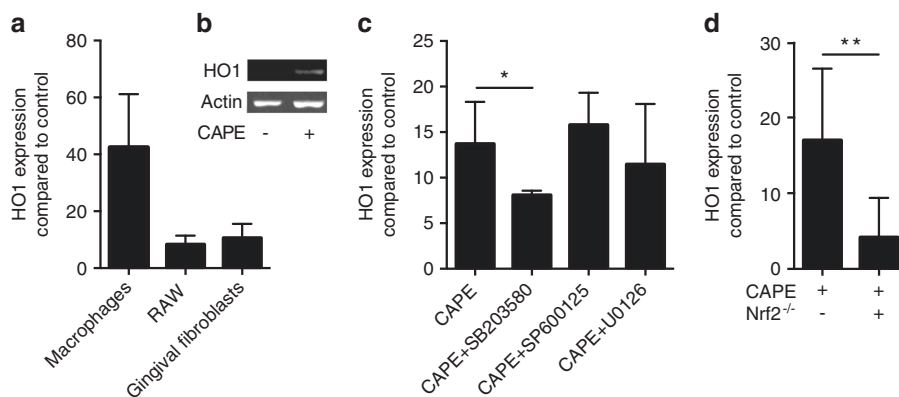 a
HO1 expression
compared to control
80
60
40
20
0
Macrophages
RAW
Gingival fibroblasts
b
HO1
Actin
CAPE - +
c
HO1 expression
compared to control
25
20
15
10
5
0
*
CAPE
CAPE+SB203580
CAPE+SP600125
CAPE+U0126
d
HO1 expression
compared to control
30
20
10
0
**
CAPE + +
Nrf2-/- - +